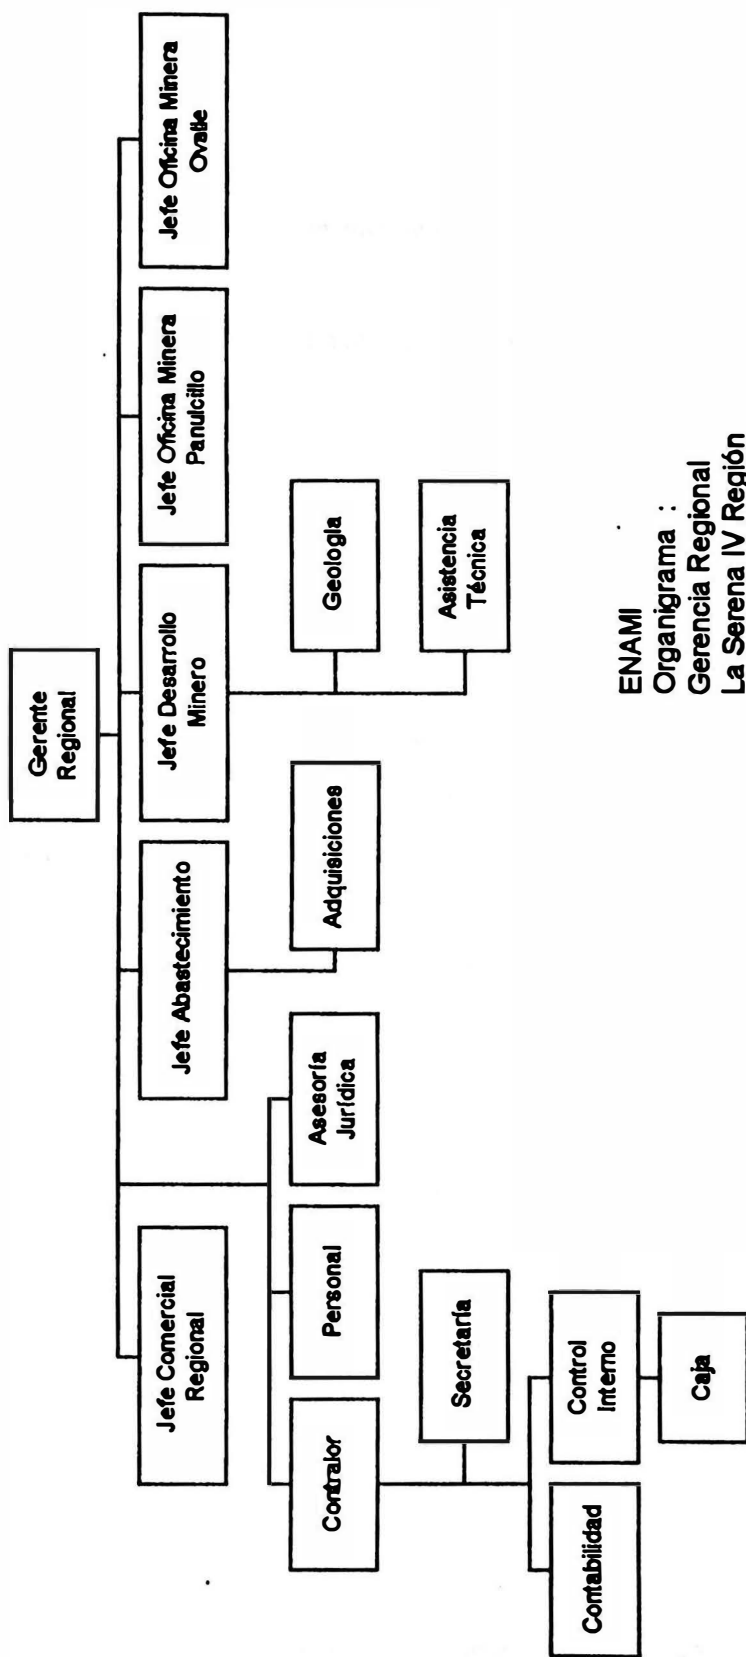 Gerente
Regional
Jefe Comercial
Regional
Jefe Abastecimiento
Jefe Desarrollo
Minero
Jefe Oficina Minera
Panulcillo
Jefe Oficina Minera
Ovalle
Contralor
Personal
Asesoría
Jurídica
Adquisiciones
Geología
Secretaría
Asistencia
Técnica
Contabilidad
Control
Interno
Caja
ENAMI
Organigrama :
Gerencia Regional
La Serena IV Región